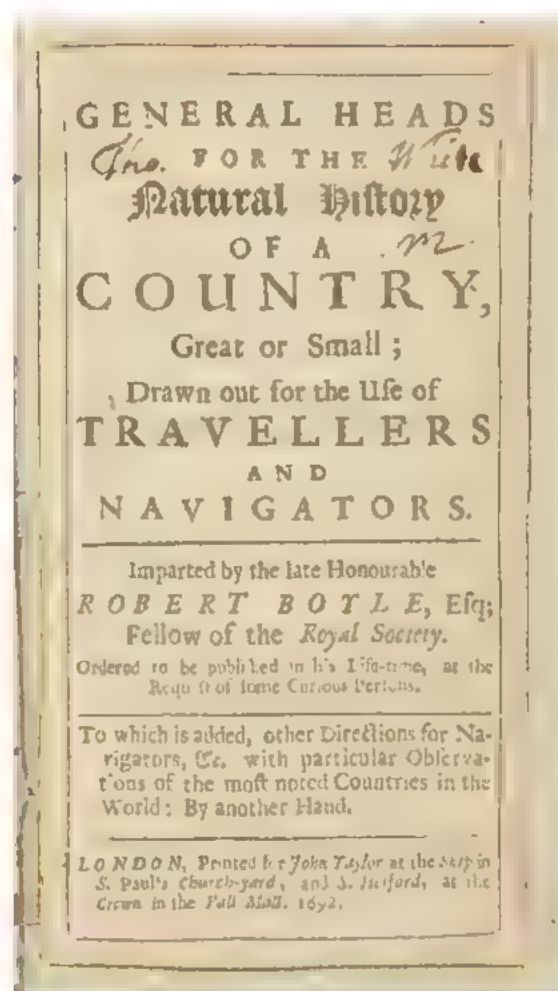 GENERAL HEADS
FOR THE
Natural Hiſtory
OF A
COUNTRY,
Great or Small;
Drawn out for the Uſe of
TRAVELLERS
AND
NAVIGATORS.
Imparted by the late Honourable
ROBERT BOYLE, Eſq;
Fellow of the Royal Society.
Ordered to be publiſhed in his Life-time, at the
Requeſt of ſome Curious Perſons.
To which is added, other Directions for Na-
vigators, &c. with particular Obſerva-
tions of the moſt noted Countries in the
World: By another Hand.
LONDON, Printed for John Taylor at the Ship in
S. Paul's Church-yard, and S. at the
Crown in the Pall Mall. 1692.